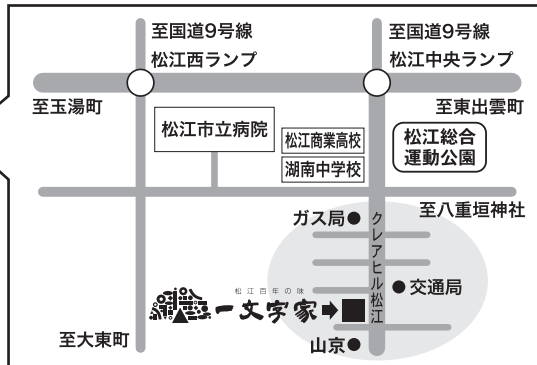 至国道9号線
松江西ランプ
至国道9号線
松江中央ランプ
至玉湯町
至東出雲町
松江市立病院
松江商業高校
湖南中学校
松江総合
運動公園
至八重垣神社
ガス局
クレアヒル松江
交通局
松江百年の味
一文字家
山京
至大東町